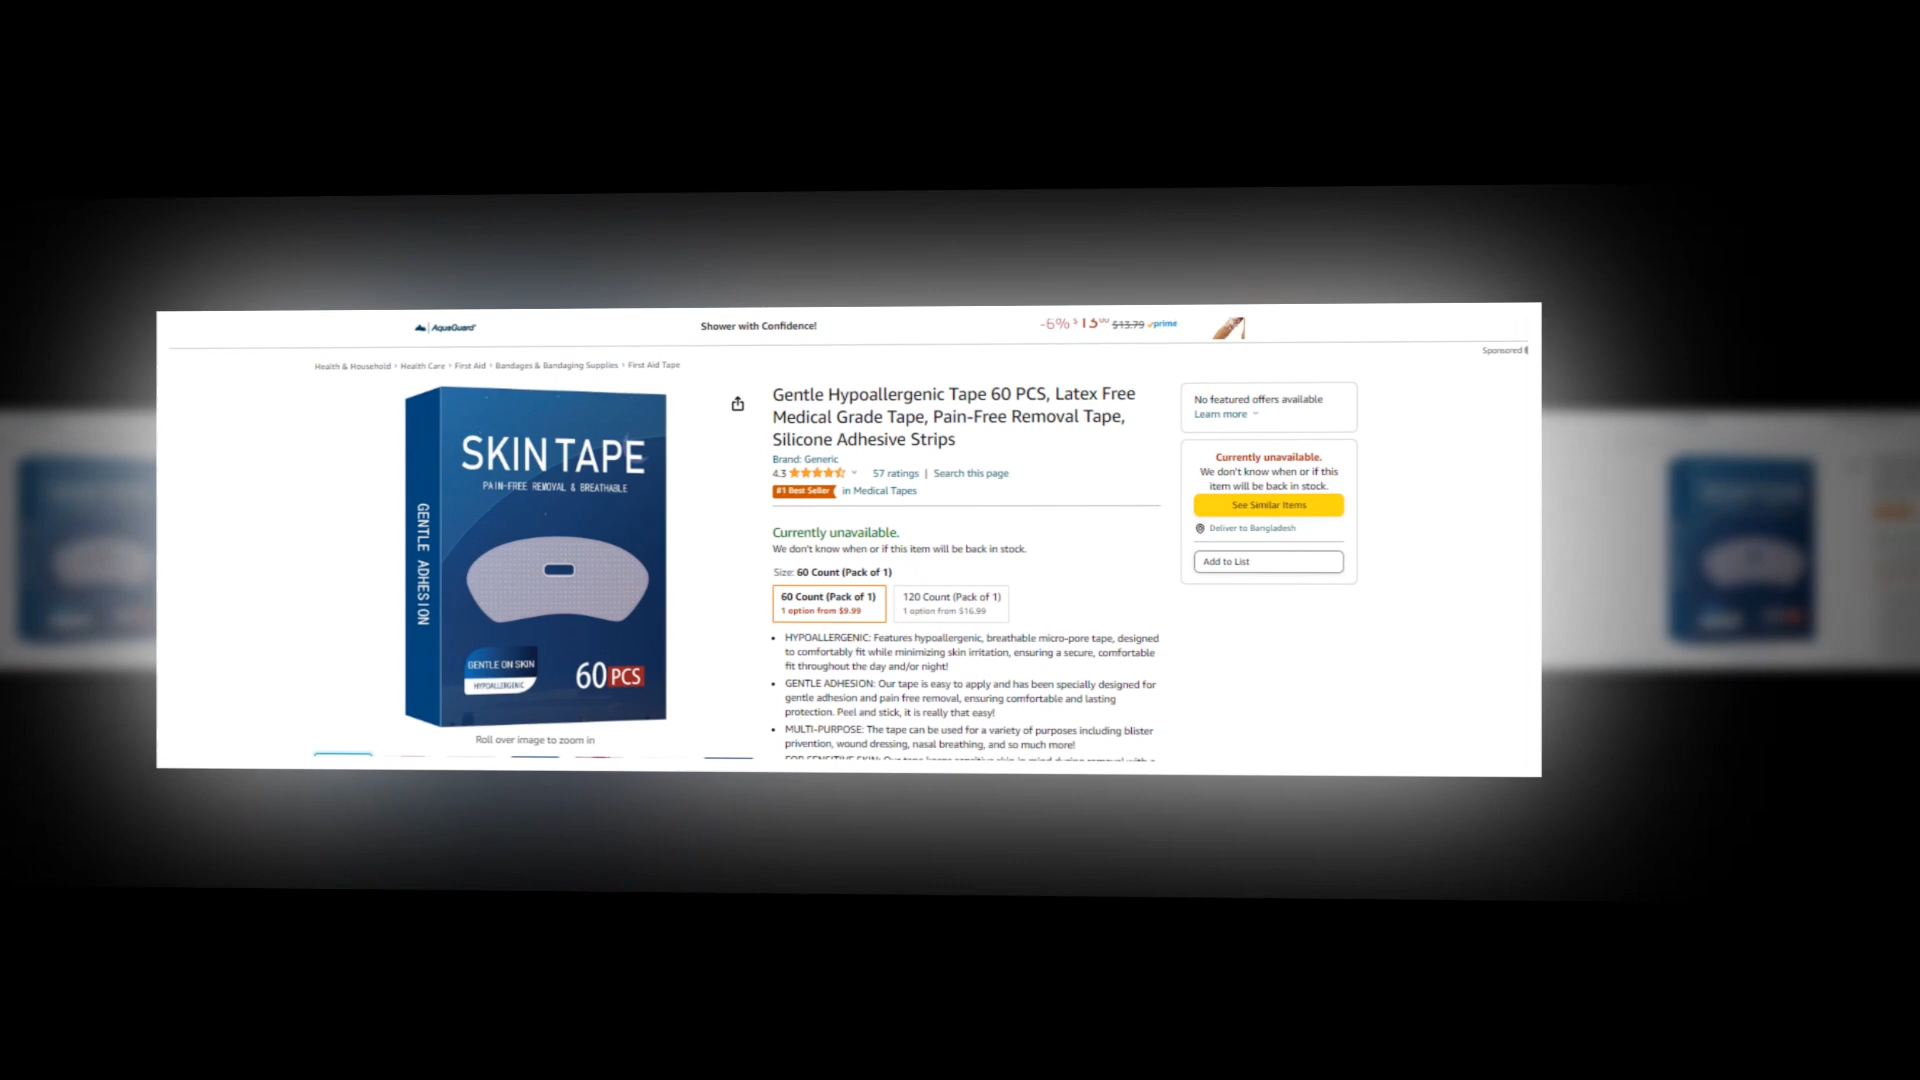 AquaGuard
Shower with Confidence!
-6% $13 $13.79 prime
Sponsored
Health & Household › Health Care › First Aid › Bandages & Bandaging Supplies › First Aid Tape
SKIN TAPE
PAIN-FREE REMOVAL & BREATHABLE
GENTLE ADHESION
GENTLE ON SKIN
HYPOALLERGENIC
60 PCS
Roll over image to zoom in
Gentle Hypoallergenic Tape 60 PCS, Latex Free
Medical Grade Tape, Pain-Free Removal Tape,
Silicone Adhesive Strips
Brand: Generic
4.3 57 ratings | Search this page
#1 Best Seller in Medical Tapes
Currently unavailable.
We don't know when or if this item will be back in stock.
Size: 60 Count (Pack of 1)
60 Count (Pack of 1)
1 option from $9.99
120 Count (Pack of 1)
1 option from $16.99
• HYPOALLERGENIC: Features hypoallergenic, breathable micro-pore tape, designed
to comfortably fit while minimizing skin irritation, ensuring a secure, comfortable
fit throughout the day and/or night!
• GENTLE ADHESION: Our tape is easy to apply and has been specially designed for
gentle adhesion and pain free removal, ensuring comfortable and lasting
protection. Peel and stick, it is really that easy!
• MULTI-PURPOSE: The tape can be used for a variety of purposes including blister
privention, wound dressing, nasal breathing, and so much more!
No featured offers available
Learn more
Currently unavailable.
We don't know when or if this
item will be back in stock.
See Similar Items
Deliver to Bangladesh
Add to List